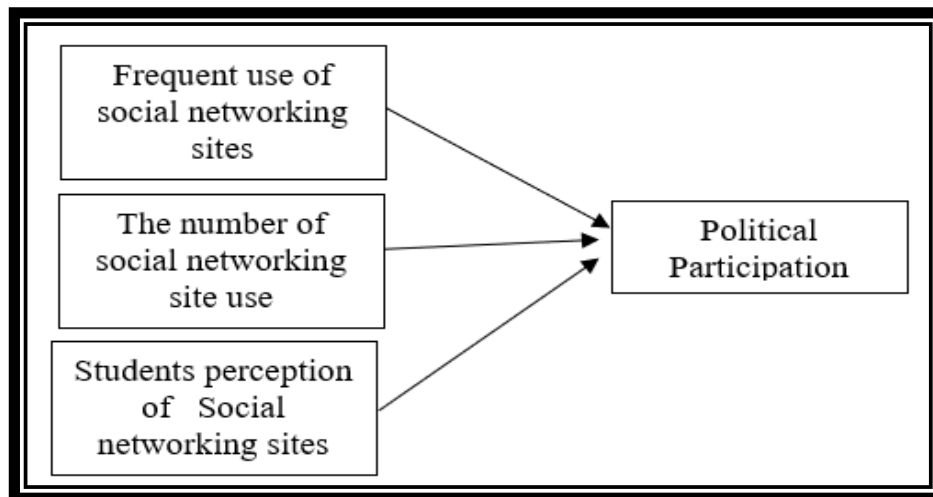 Frequent use of
social networking
sites
The number of
social networking
site use
Students perception
of Social
networking sites
Political
Participation